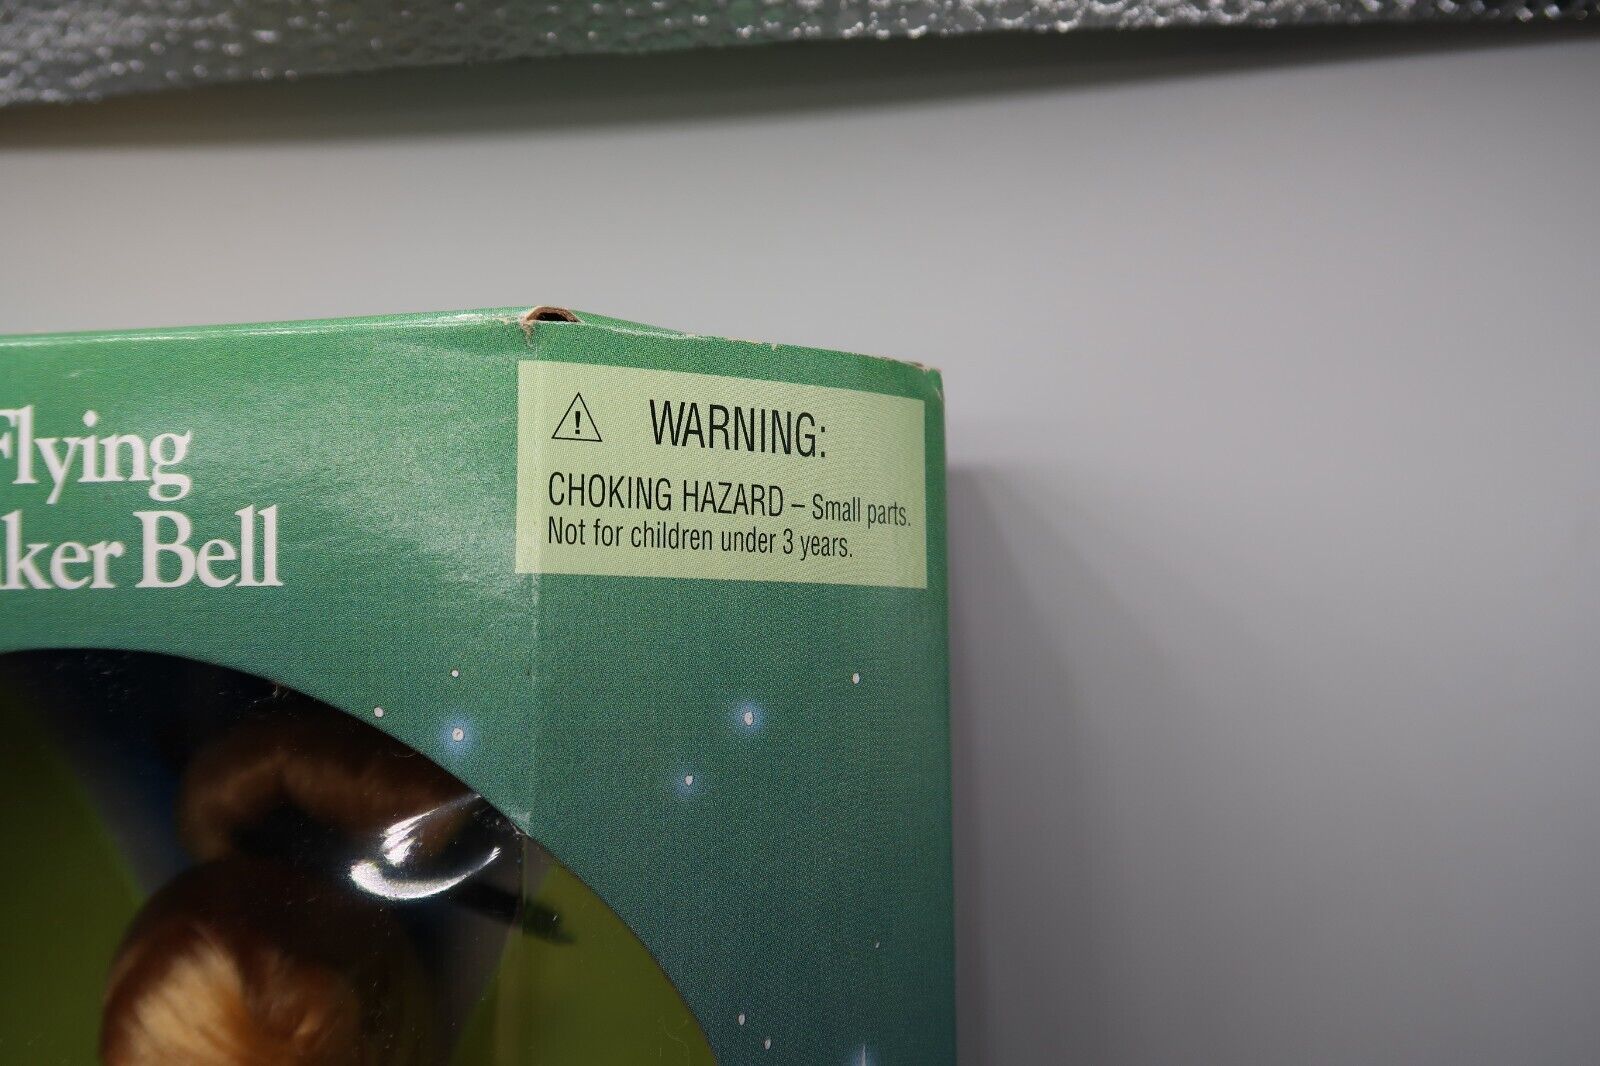 Flying
ker Bell
WARNING:
CHOKING HAZARD – Small parts.
Not for children under 3 years.